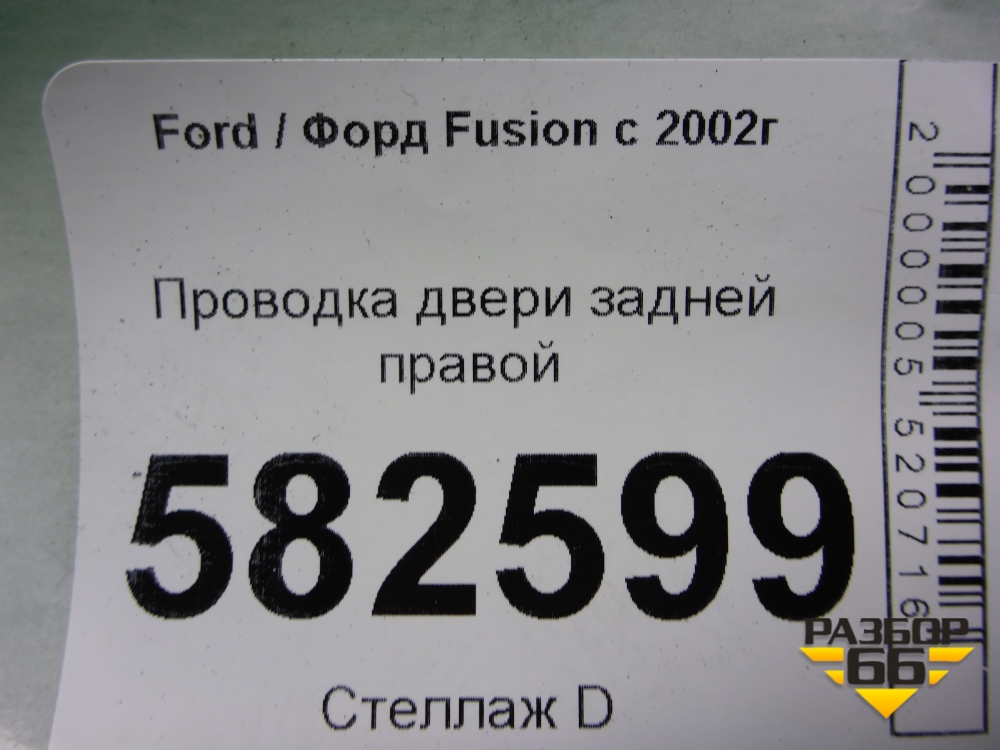 Ford / Форд Fusion с 2002г
Проводка двери задней
правой
582599
Стеллаж D
2000005520716
РАЗБОР
66